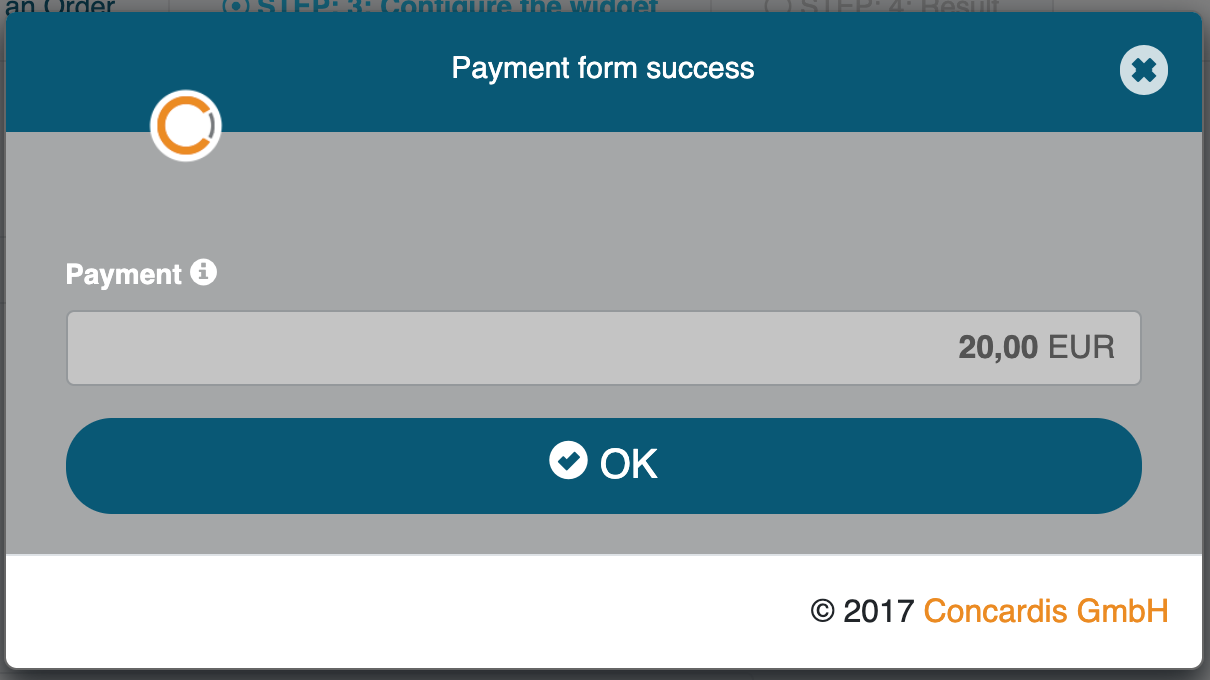 an Order STEP: 3: Configure the widget STEP: 4: Result
Payment form success
Payment
20,00 EUR
OK
© 2017 Concardis GmbH